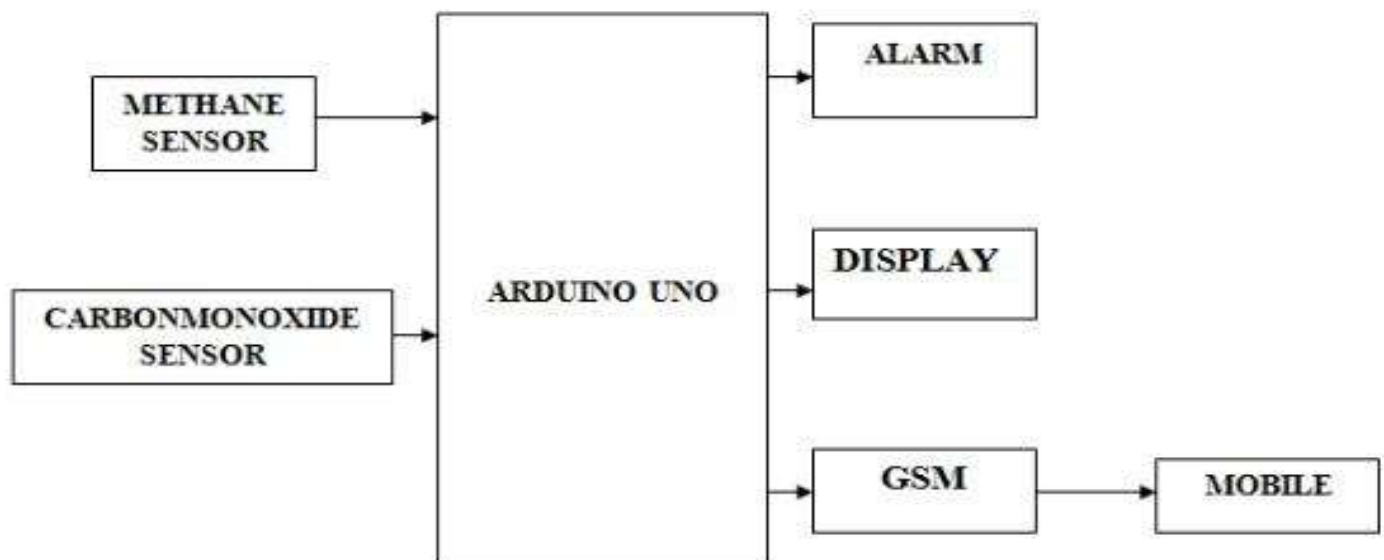 METHANE
SENSOR
CARBONMONOXIDE
SENSOR
ARDUINO UNO
ALARM
DISPLAY
GSM
MOBILE